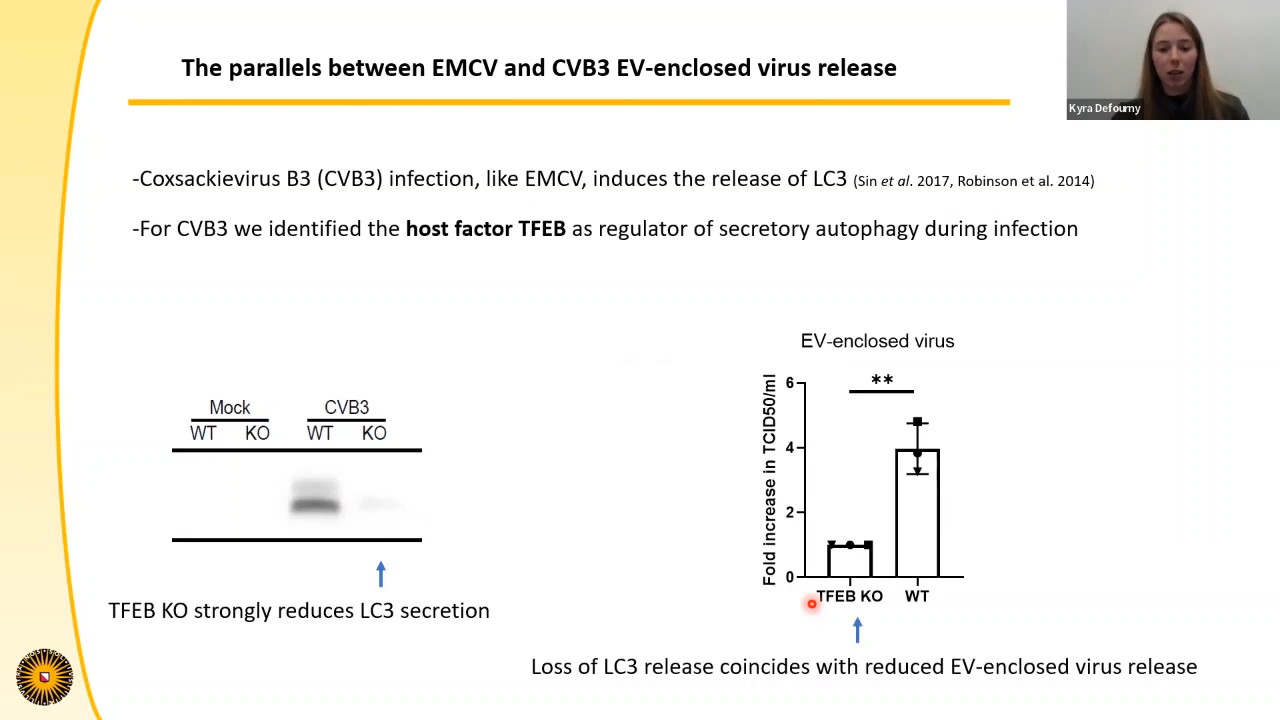 The parallels between EMCV and CVB3 EV-enclosed virus release
Kyra Defourny
-Coxsackievirus B3 (CVB3) infection, like EMCV, induces the release of LC3 (Sin et al. 2017, Robinson et al. 2014)
-For CVB3 we identified the host factor TFEB as regulator of secretory autophagy during infection
Mock CVB3
WT KO WT KO
TFEB KO strongly reduces LC3 secretion
EV-enclosed virus
Fold increase in TCID50/ml
6
4
2
0
**
TFEB KO WT
Loss of LC3 release coincides with reduced EV-enclosed virus release